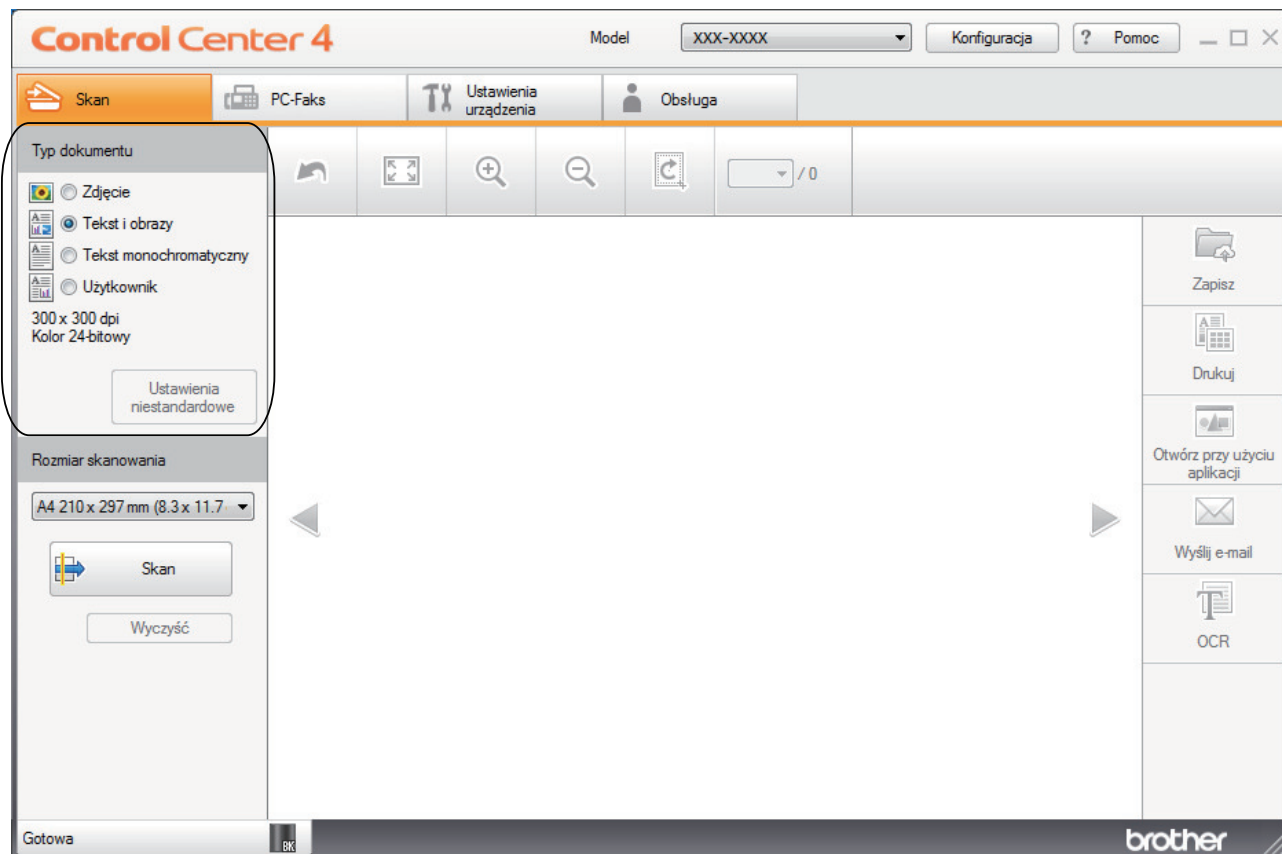 Control Center 4
Model
XXX-XXXX
Konfiguracja
? Pomoc
Skan
PC-Faks
Ustawienia
urządzenia
Obsługa
Typ dokumentu
Zdjęcie
Tekst i obrazy
Tekst monochromatyczny
Użytkownik
300 x 300 dpi
Kolor 24-bitowy
Ustawienia
niestandardowe
/ 0
Rozmiar skanowania
A4 210 x 297 mm (8.3 x 11.7
Skan
Wyczyść
Zapisz
Drukuj
Otwórz przy użyciu
aplikacji
Wyślij e-mail
OCR
Gotowa
BK
brother